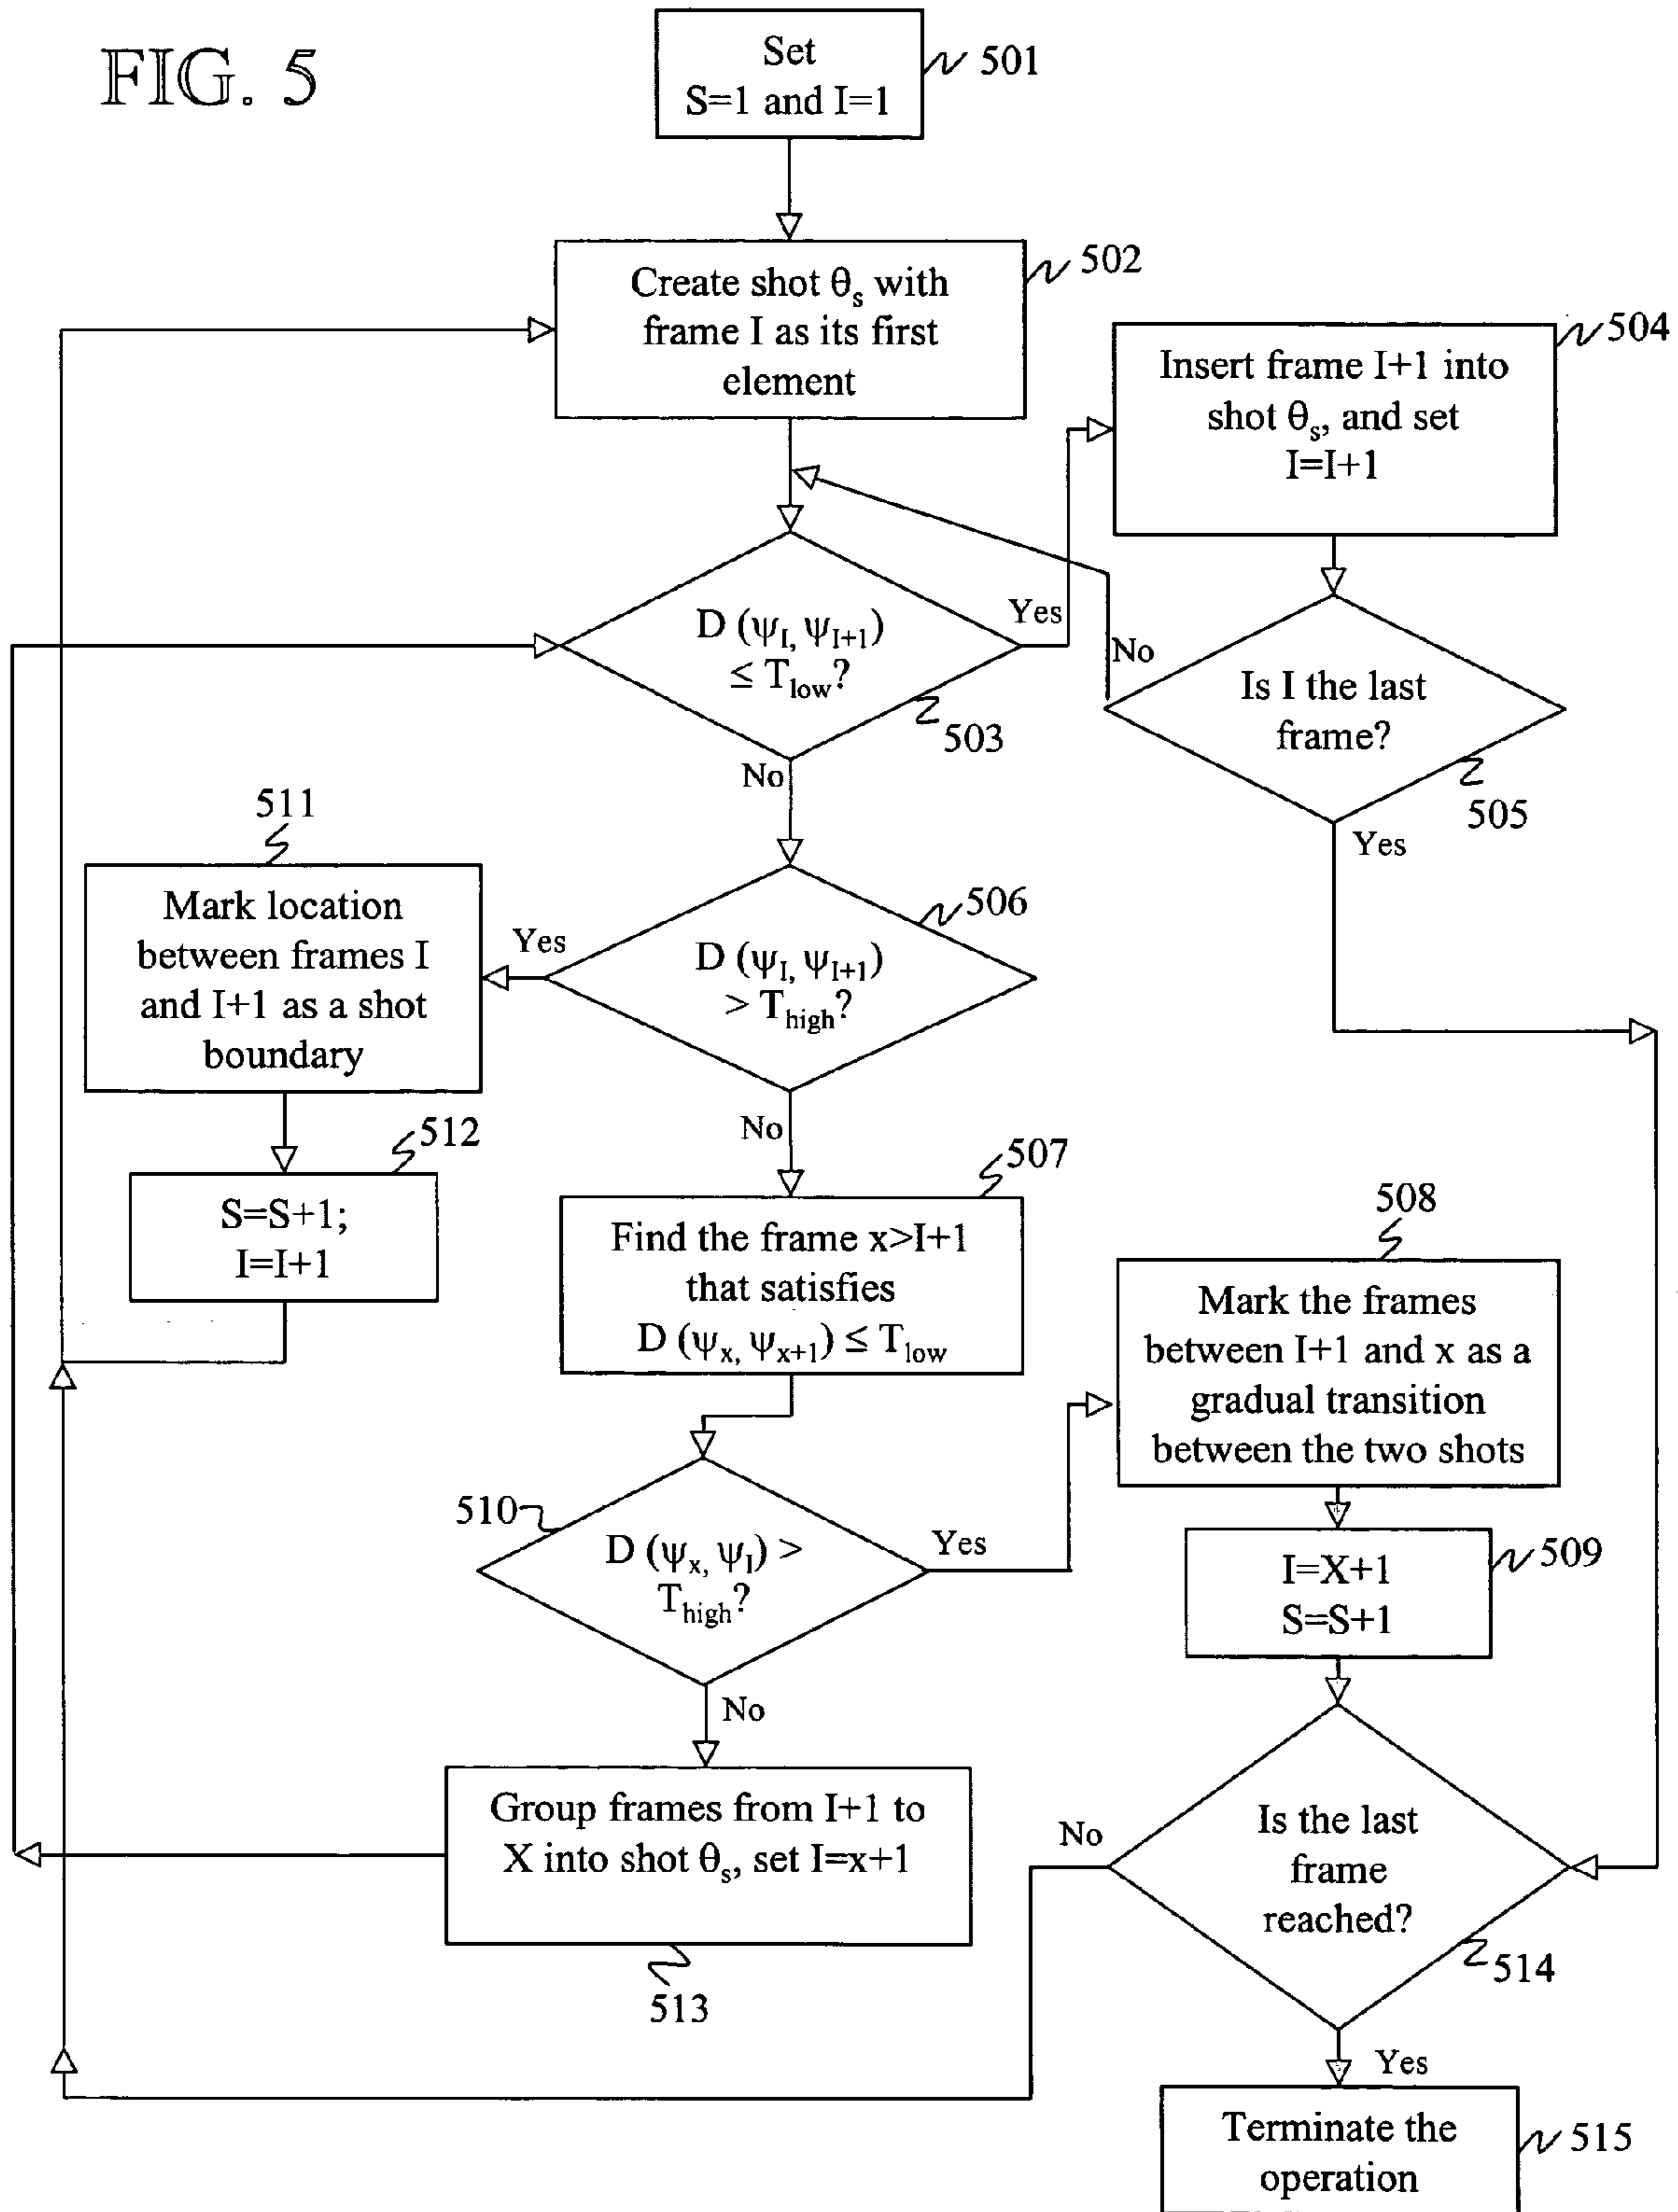 FIG. 5
Set
S=1 and I=1
501
Create shot θs with
frame I as its first
element
502
Insert frame I+1 into
shot θs, and set
I=I+1
504
D (ψI, ψI+1)
≤ Tlow?
Yes
503
No
No
Is I the last
frame?
505
Yes
511
Mark location
between frames I
and I+1 as a shot
boundary
Yes
D (ψI, ψI+1)
> Thigh?
506
No
512
S=S+1;
I=I+1
507
Find the frame x>I+1
that satisfies
D (ψx, ψx+1) ≤ Tlow
508
Mark the frames
between I+1 and x as a
gradual transition
between the two shots
510
D (ψx, ψI) >
Thigh?
Yes
No
I=X+1
S=S+1
509
Group frames from I+1 to
X into shot θs, set I=x+1
513
No
Is the last
frame
reached?
514
Yes
Terminate the
operation
515